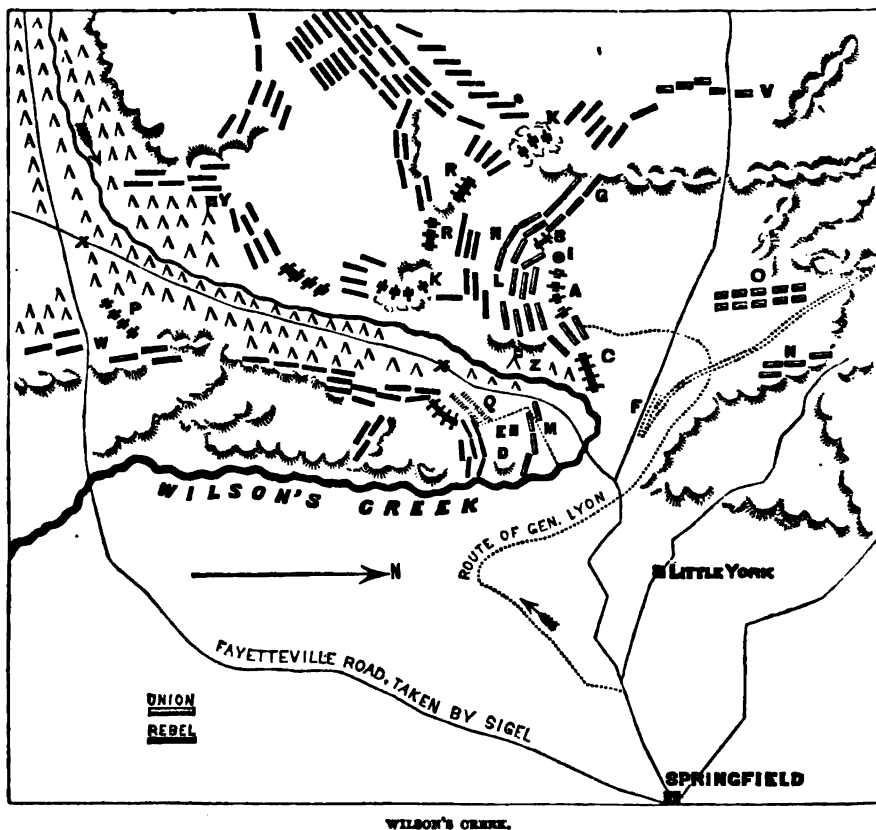 K
V
R
G
Y
R
H
B
I
L
K
A
O
P
W
E
Z
C
N
Q
F
E
M
D
WILSON'S CREEK
ROUTE OF GEN. LYON
N
LITTLE YORK
FAYETTEVILLE ROAD, TAKEN BY SIGEL
UNION
REBEL
SPRINGFIELD
WILSON'S CREEK.